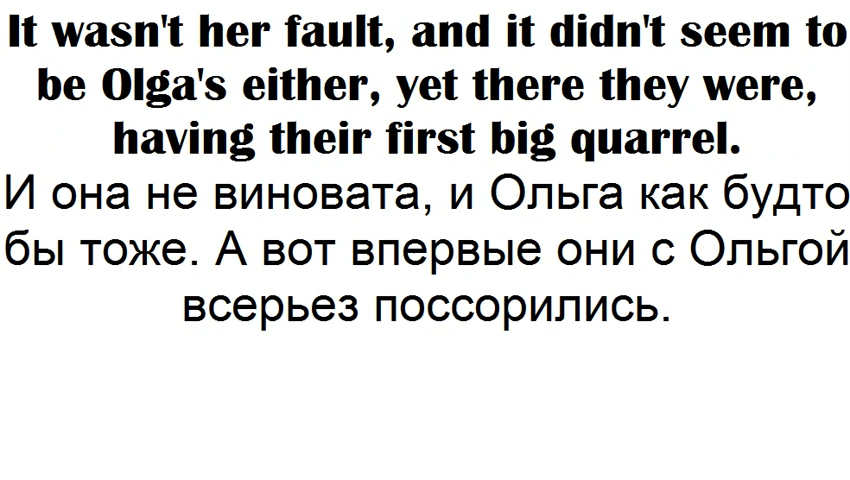 It wasn't her fault, and it didn't seem to
be Olga's either, yet there they were,
having their first big quarrel.
И она не виновата, и Ольга как будто
бы тоже. А вот впервые они с Ольгой
всерьез поссорились.